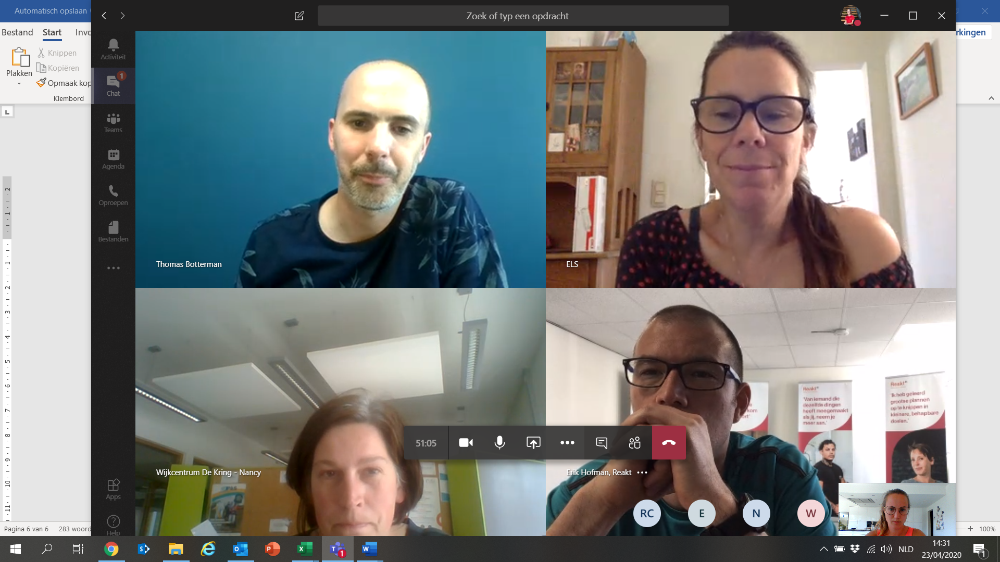 Automatisch opslaan
Zoek of typ een opdracht
Bestand Start Invo
rkingen
Plakken
Knippen
Kopiëren
Opmaak kop
Klembord
Activiteit
1
Chat
Teams
Agenda
Oproepen
Bestanden
Apps
Help
Thomas Botterman
ELS
Reakt
'Van iemand die
dezelfde dingen
heeft meegemaakt
als jij, neem je
meer aan.'
Reakt
'Ik heb geleerd
grootse plannen
op te knippen in
kleinere, behapbare
doelen.'
51:05
Wijkcentrum De Kring - Nancy
Erik Hofman, Reakt
RC E N W
Pagina 6 van 6 283 woord
100%
NLD
14:31
23/04/2020
1